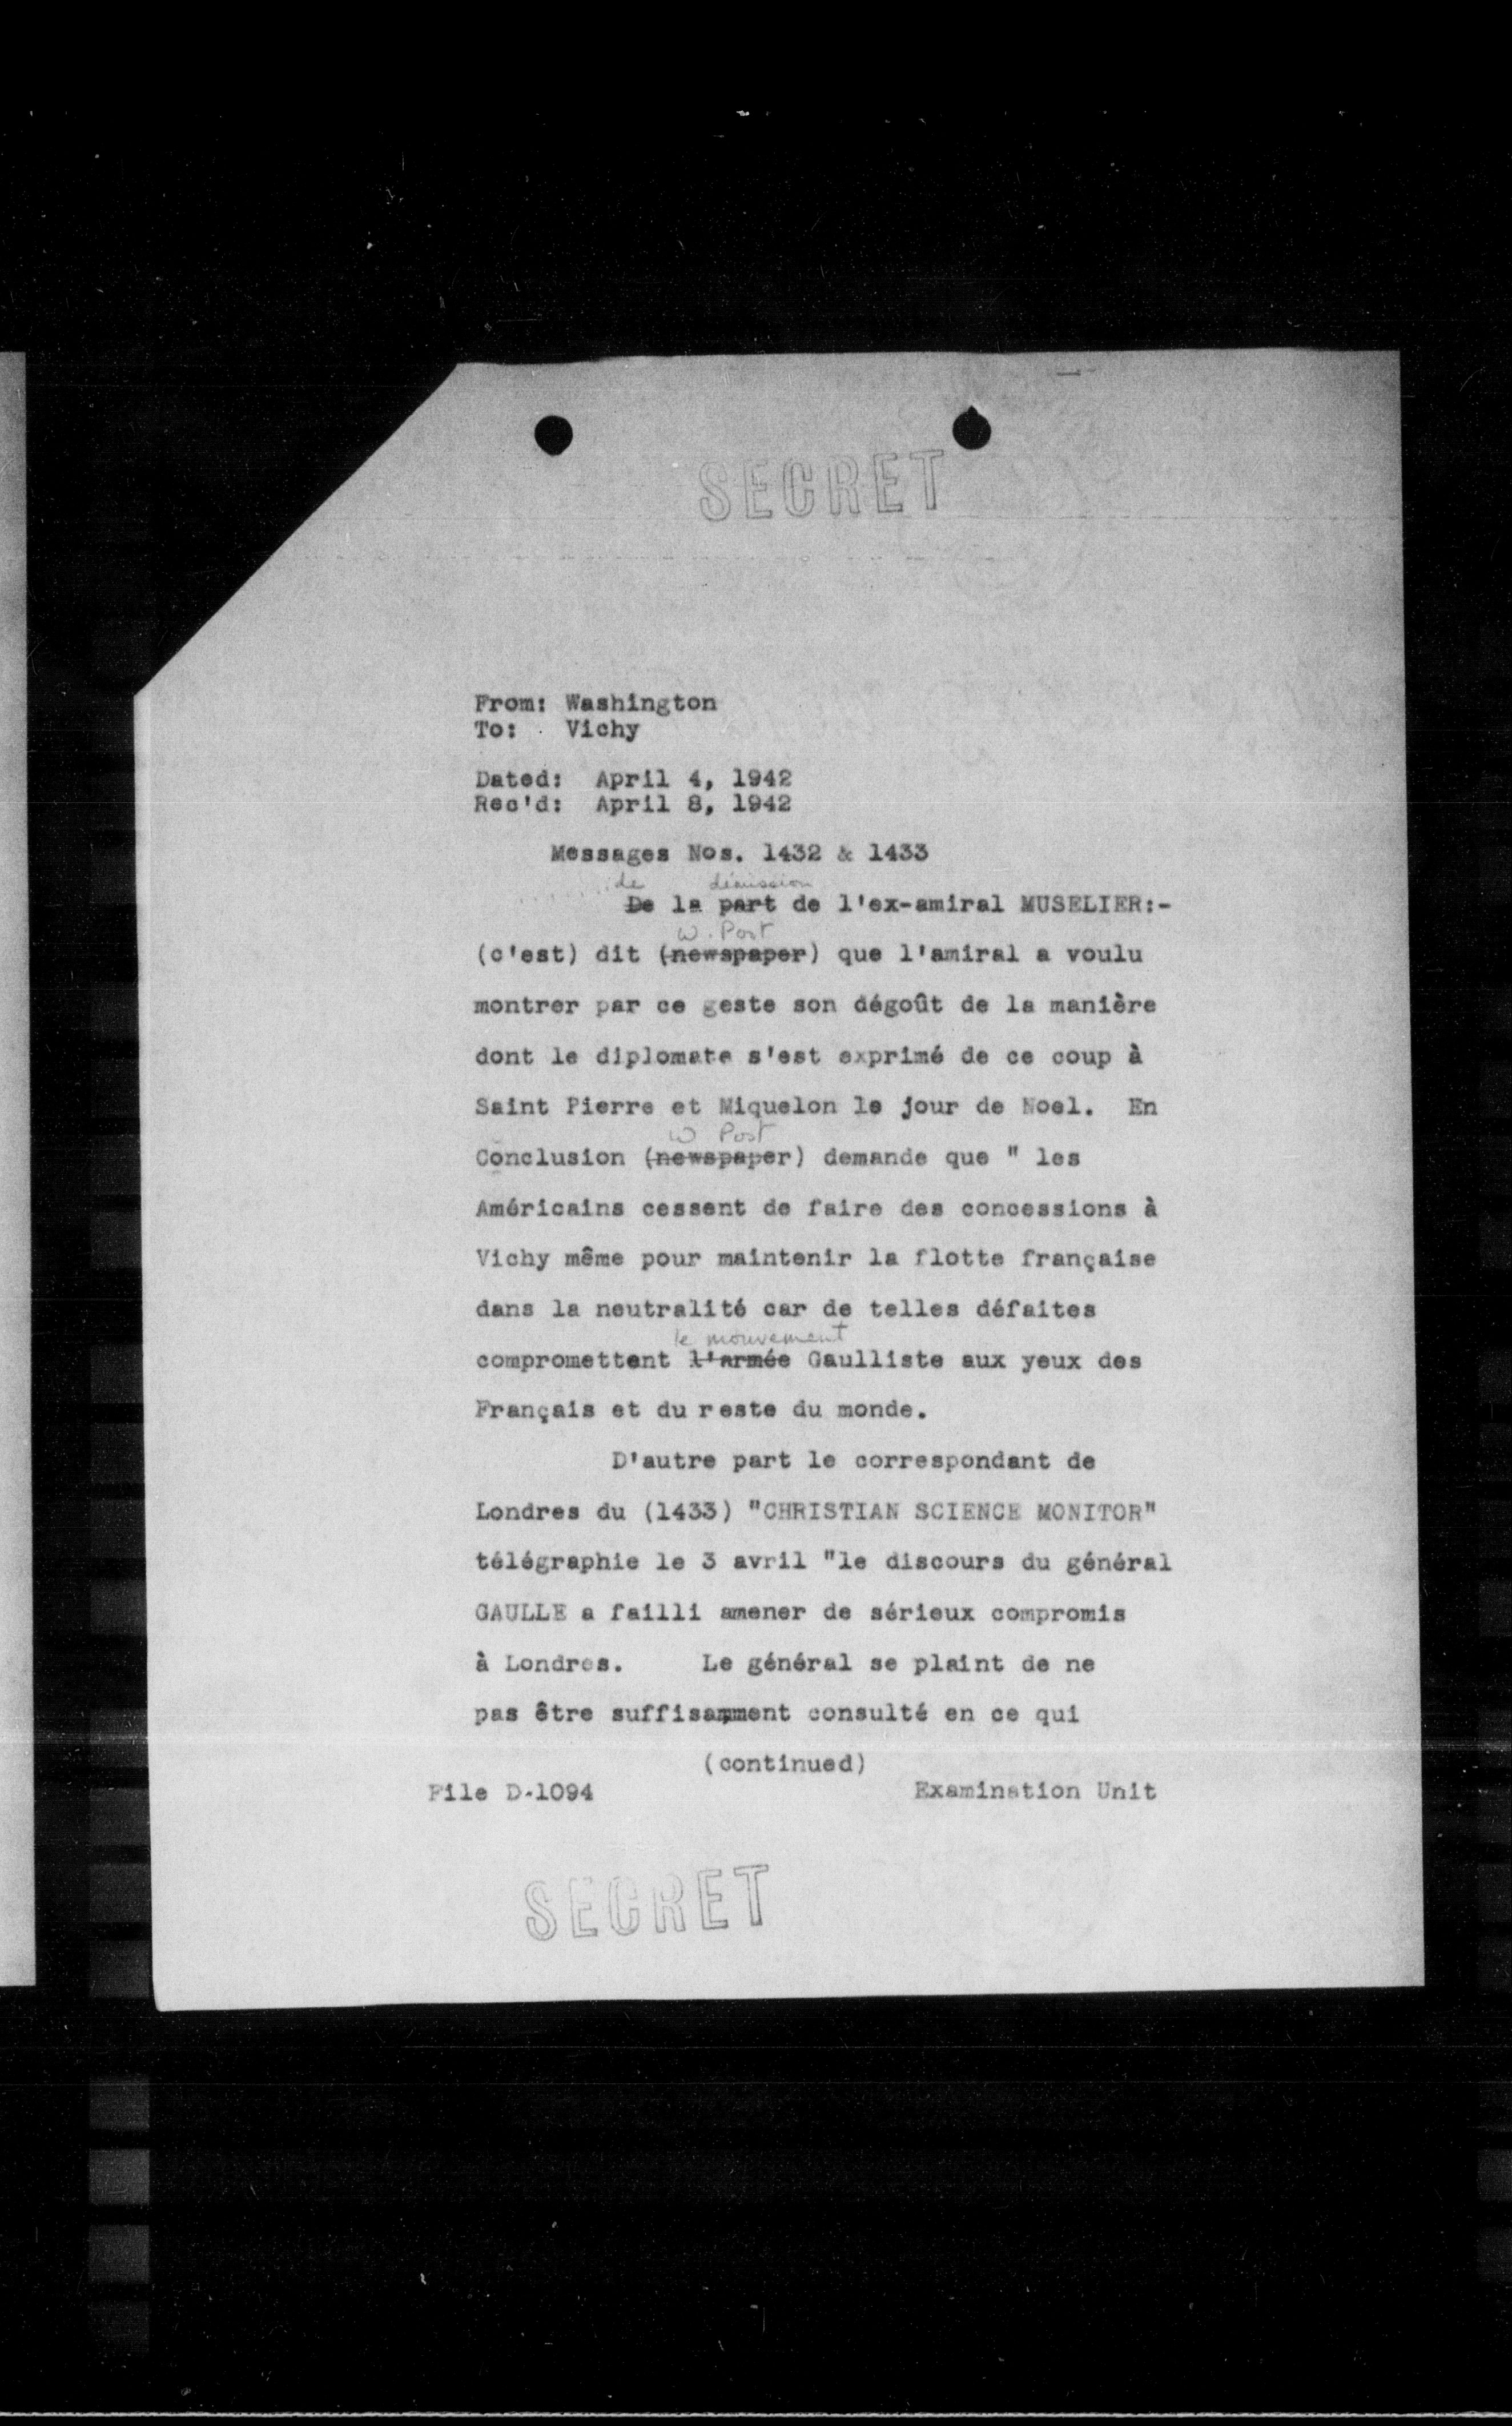 SECRET
From: Washington
To: Vichy
Dated: April 4, 1942
Rec'd: April 8, 1942
Messages Nos. 1432 & 1433
de démission
De la part de l'ex-amiral MUSELIER:-
W. Post
(c'est) dit (newspaper) que l'amiral a voulu
montrer par ce geste son dégoût de la manière
dont le diplomate s'est exprimé de ce coup à
Saint Pierre et Miquelon le jour de Noel. En
W Post
Conclusion (newspaper) demande que " les
Américains cessent de faire des concessions à
Vichy même pour maintenir la flotte française
dans la neutralité car de telles défaites
le mouvement
compromettent l'armée Gaulliste aux yeux des
Français et du reste du monde.
D'autre part le correspondant de
Londres du (1433) "CHRISTIAN SCIENCE MONITOR"
télégraphie le 3 avril "le discours du général
GAULLE a failli amener de sérieux compromis
à Londres. Le général se plaint de ne
pas être suffisamment consulté en ce qui
(continued)
File D-1094 Examination Unit
SECRET